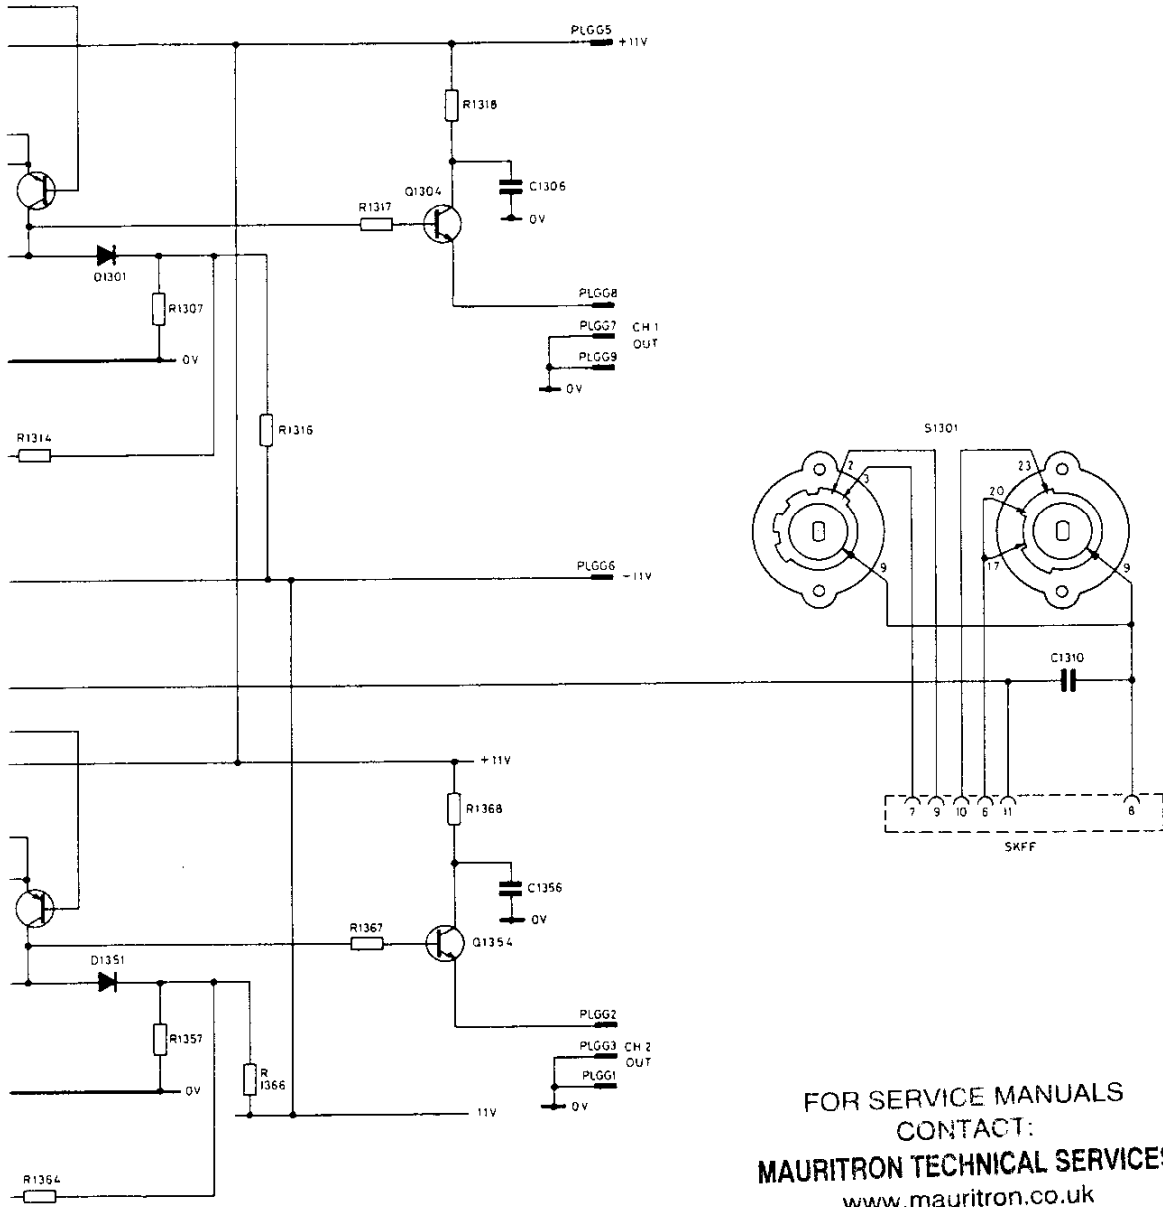 PLGG5
+11V
R1318
Q1304
C1306
R1317
0V
D1301
PLGG8
R1307
PLGG7
CH 1
OUT
0V
PLGG9
0V
R1316
R1314
S1301
2
3
23
20
PLGG6
-11V
9
17
9
C1310
+11V
R1368
7
9
10
6
11
8
SKFF
C1356
0V
R1367
Q1354
D1351
PLGG2
R1357
PLGG3
CH 2
OUT
R
1366
PLGG1
0V
0V
11V
R1364
FOR SERVICE MANUALS
CONTACT:
MAURITRON TECHNICAL SERVICES
www.mauritron.co.uk